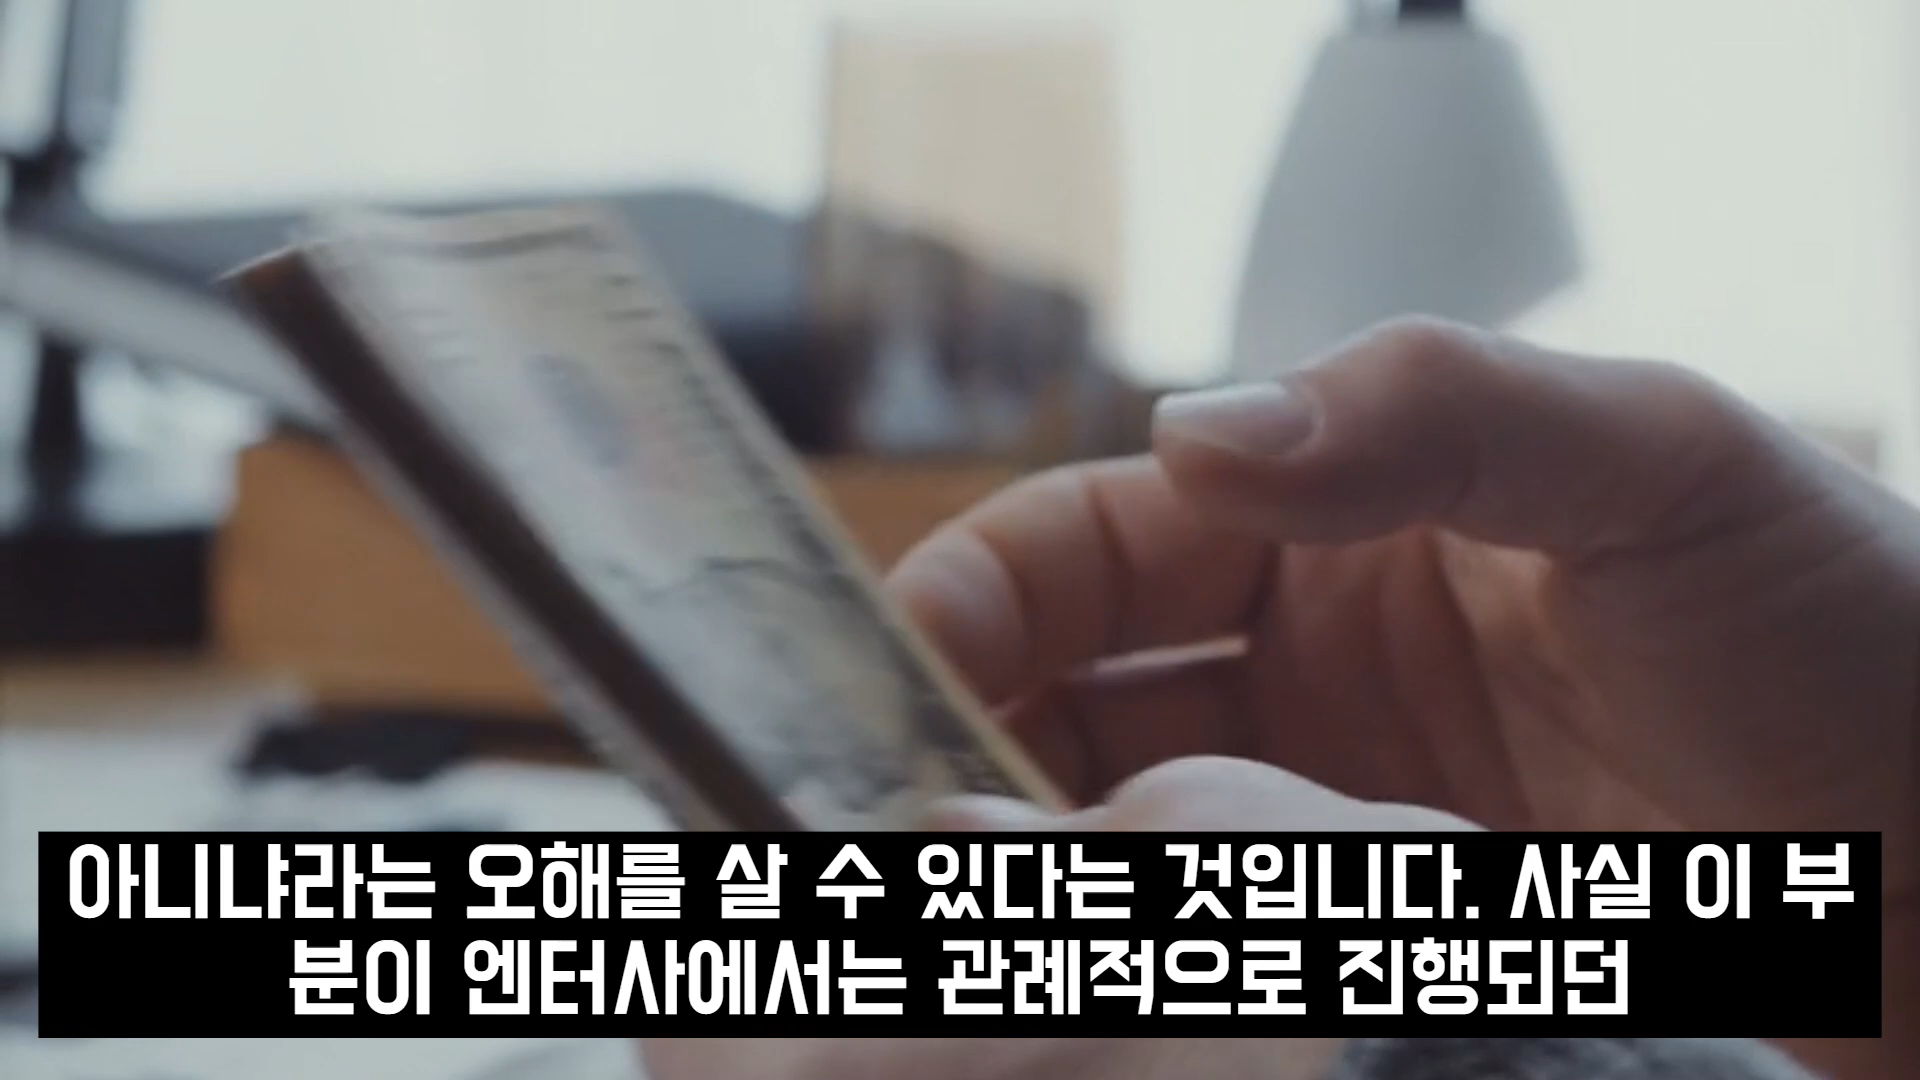 아니냐라는 오해를 살 수 있다는 것입니다. 사실 이 부
분이 엔터사에서는 관례적으로 진행되던